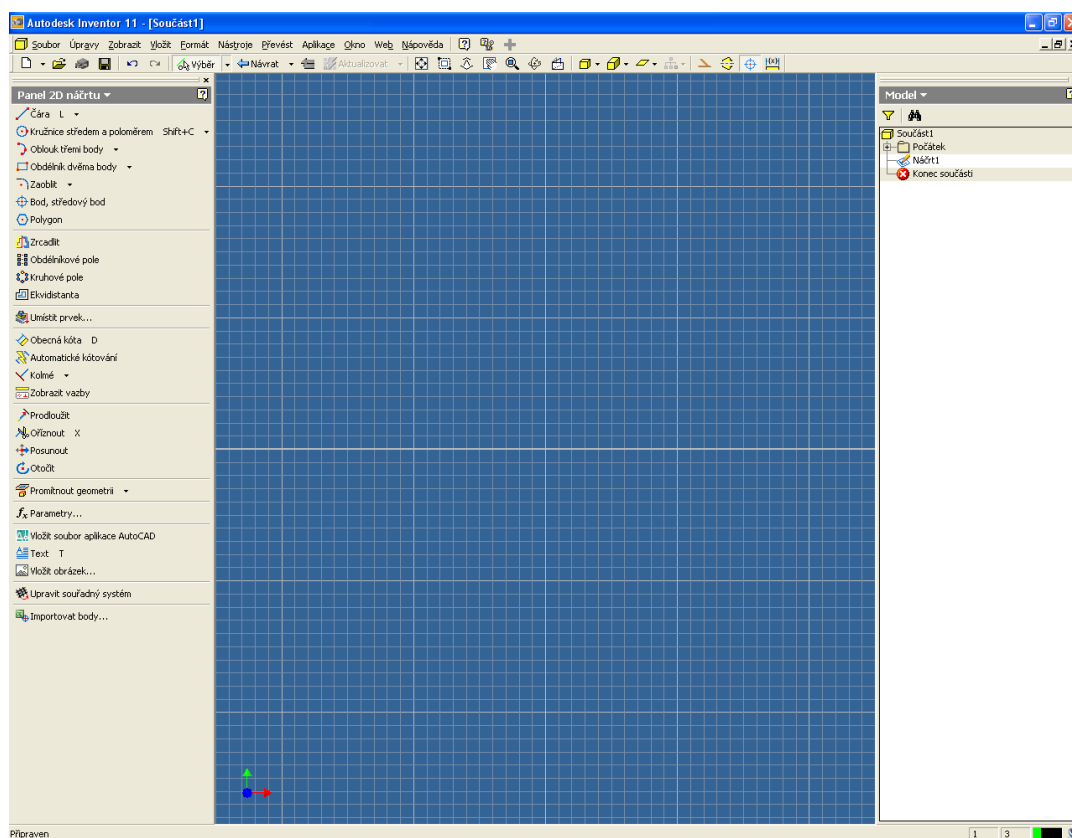 Autodesk Inventor 11 - [Součást1]
Soubor Úpravy Zobrazit Vložit Formát Nástroje Převést Aplikace Okno Web Nápověda
Výběr Návrat Aktualizovat
Panel 2D náčrtu
Čára L
Kružnice středem a poloměrem Shift+C
Oblouk třemi body
Obdélník dvěma body
Zaoblit
Bod, středový bod
Polygon
Zrcadlit
Obdélníkové pole
Kruhové pole
Ekvidistanta
Umístit prvek...
Obecná kóta D
Automatické kótování
Kolmé
Zobrazit vazby
Prodloužit
Oříznout X
Posunout
Otočit
Promítnout geometrii
fx Parametry...
Vložit soubor aplikace AutoCAD
Text T
Vložit obrázek...
Upravit souřadný systém
Importovat body...
Model
Součást1
Počátek
Náčrt1
Konec součásti
Připraven
1 3